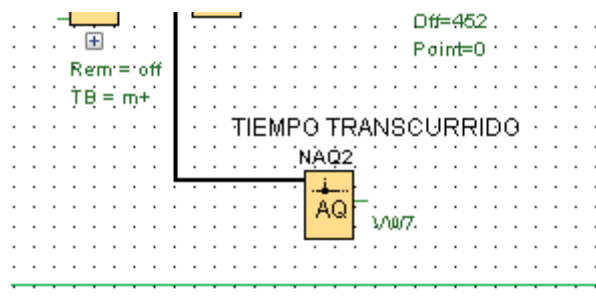 Off=452
Point=0
Rem = off
TB = m+
TIEMPO TRANSCURRIDO
NAQ2
AQ
VW7